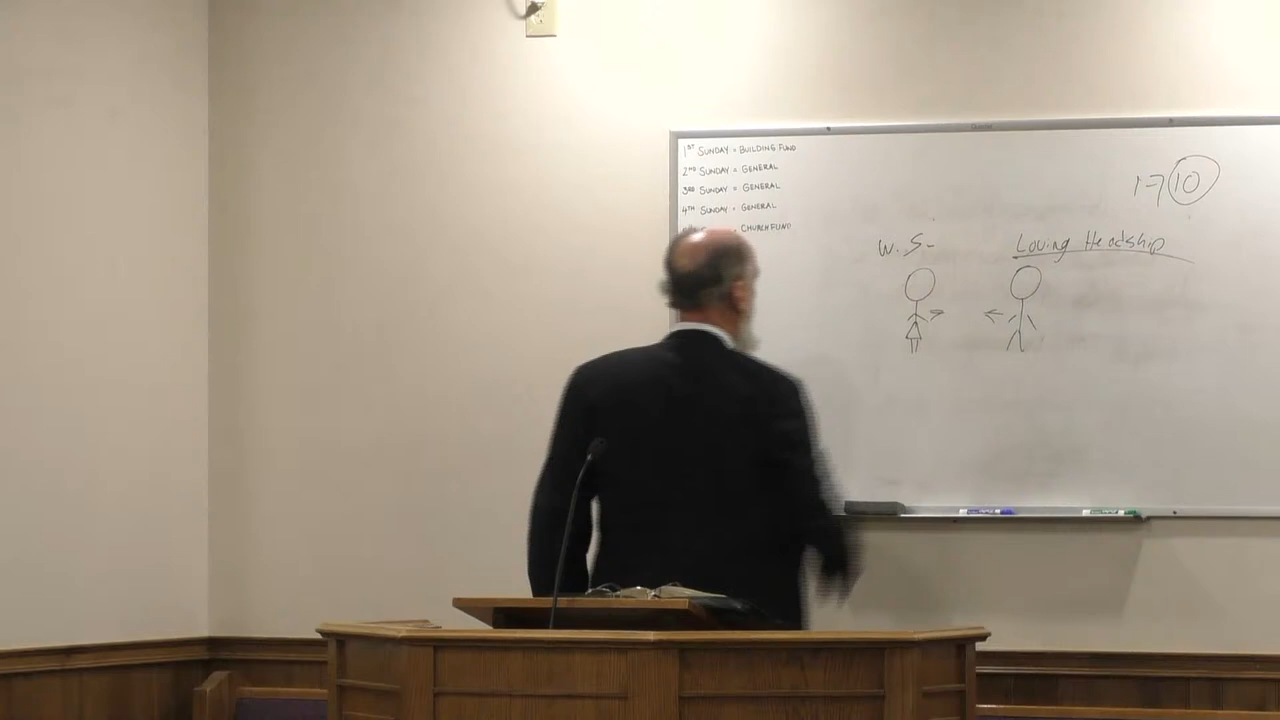 1ST SUNDAY = BUILDING FUND
2ND SUNDAY = GENERAL
3RD SUNDAY = GENERAL
4TH SUNDAY = GENERAL
CHURCH FUND
1-7 10
W. S.
Loving Headship